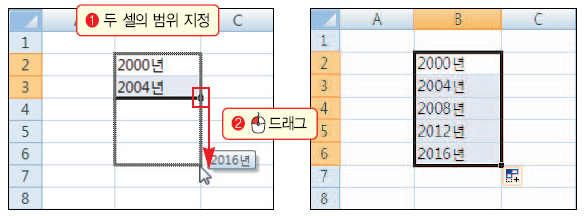 ❶ 두 셀의 범위 지정
C
1
2 2000년
3 2004년
4
5
6
7
8
❷ 드래그
2016년
A B C
1
2 2000년
3 2004년
4 2008년
5 2012년
6 2016년
7
8